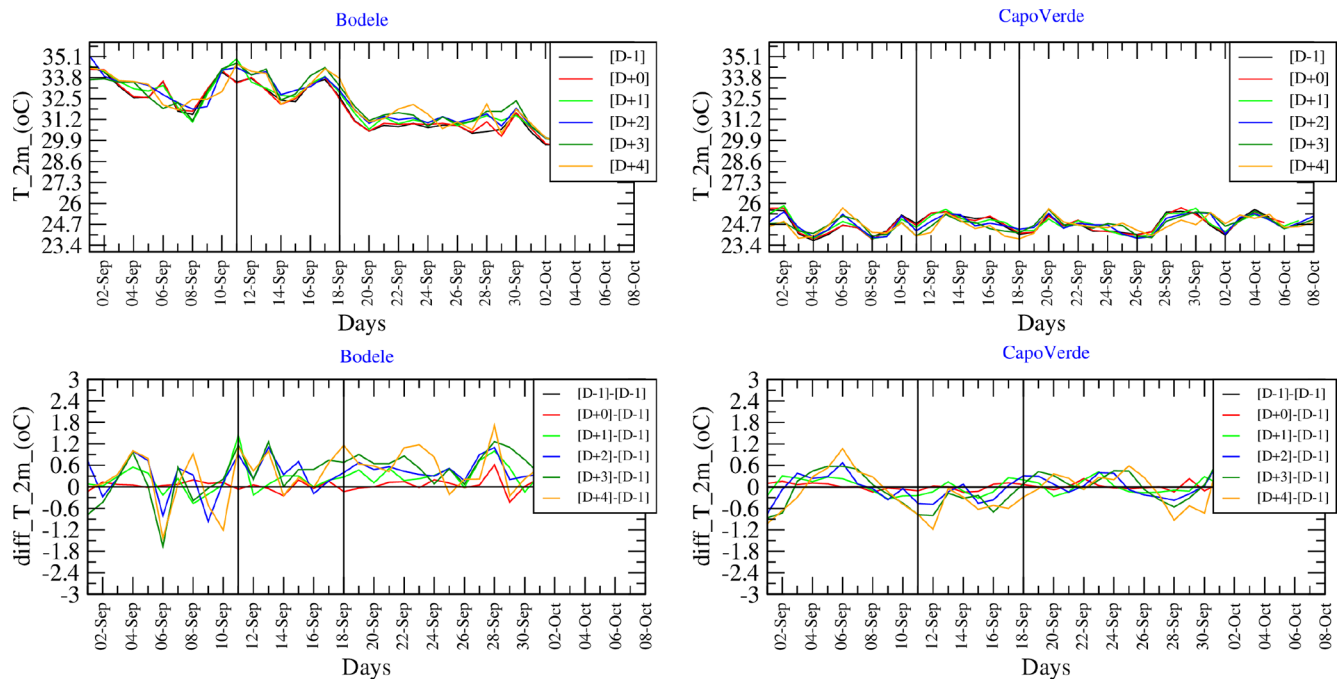 Bodele
T_2m_(oC)
35.1
33.8
32.5
31.2
29.9
28.6
27.3
26
24.7
23.4
[D-1]
[D+0]
[D+1]
[D+2]
[D+3]
[D+4]
02-Sep
04-Sep
06-Sep
08-Sep
10-Sep
12-Sep
14-Sep
16-Sep
18-Sep
20-Sep
22-Sep
24-Sep
26-Sep
28-Sep
30-Sep
02-Oct
04-Oct
06-Oct
08-Oct
Days
CapoVerde
T_2m_(oC)
35.1
33.8
32.5
31.2
29.9
28.6
27.3
26
24.7
23.4
[D-1]
[D+0]
[D+1]
[D+2]
[D+3]
[D+4]
02-Sep
04-Sep
06-Sep
08-Sep
10-Sep
12-Sep
14-Sep
16-Sep
18-Sep
20-Sep
22-Sep
24-Sep
26-Sep
28-Sep
30-Sep
02-Oct
04-Oct
06-Oct
08-Oct
Days
Bodele
diff_T_2m_(oC)
3
2.4
1.8
1.2
0.6
0
-0.6
-1.2
-1.8
-2.4
-3
[D-1]-[D-1]
[D+0]-[D-1]
[D+1]-[D-1]
[D+2]-[D-1]
[D+3]-[D-1]
[D+4]-[D-1]
02-Sep
04-Sep
06-Sep
08-Sep
10-Sep
12-Sep
14-Sep
16-Sep
18-Sep
20-Sep
22-Sep
24-Sep
26-Sep
28-Sep
30-Sep
02-Oct
04-Oct
06-Oct
08-Oct
Days
CapoVerde
diff_T_2m_(oC)
3
2.4
1.8
1.2
0.6
0
-0.6
-1.2
-1.8
-2.4
-3
[D-1]-[D-1]
[D+0]-[D-1]
[D+1]-[D-1]
[D+2]-[D-1]
[D+3]-[D-1]
[D+4]-[D-1]
02-Sep
04-Sep
06-Sep
08-Sep
10-Sep
12-Sep
14-Sep
16-Sep
18-Sep
20-Sep
22-Sep
24-Sep
26-Sep
28-Sep
30-Sep
02-Oct
04-Oct
06-Oct
08-Oct
Days